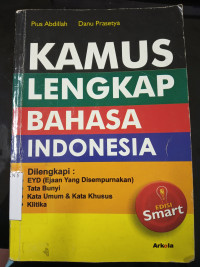 Pius Abdillah Danu Prasetya
KAMUS
LENGKAP
BAHASA
INDONESIA
Dilengkapi :
EYD (Ejaan Yang Disempurnakan)
Tata Bunyi
Kata Umum & Kata Khusus
Klitika
EDISI
Smart
Arkola